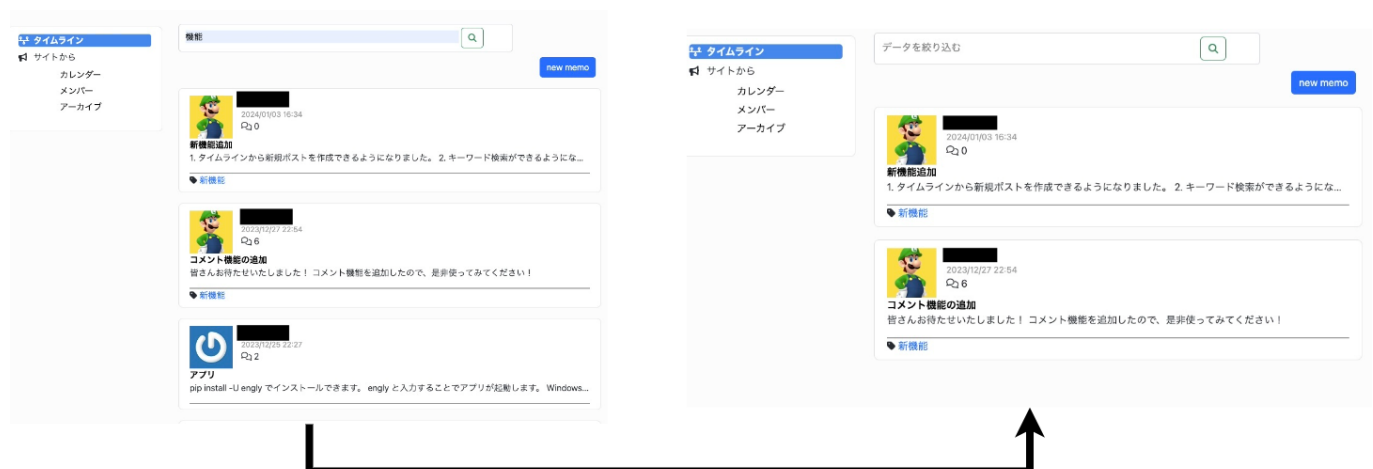 タイムライン
サイトから
カレンダー
メンバー
アーカイブ
機能
new memo
2024/01/03 16:34
0
新機能追加
1. タイムラインから新規ポストを作成できるようになりました。 2. キーワード検索ができるようにな...
新機能
2023/12/27 22:54
6
コメント機能の追加
皆さんお待たせいたしました! コメント機能を追加したので、是非使ってみてください!
新機能
2023/12/25 22:27
2
アプリ
pip install -U engly でインストールできます。 engly と入力することでアプリが起動します。 Windows...
タイムライン
サイトから
カレンダー
メンバー
アーカイブ
データを絞り込む
new memo
2024/01/03 16:34
0
新機能追加
1. タイムラインから新規ポストを作成できるようになりました。 2. キーワード検索ができるようにな...
新機能
2023/12/27 22:54
6
コメント機能の追加
皆さんお待たせいたしました! コメント機能を追加したので、是非使ってみてください!
新機能